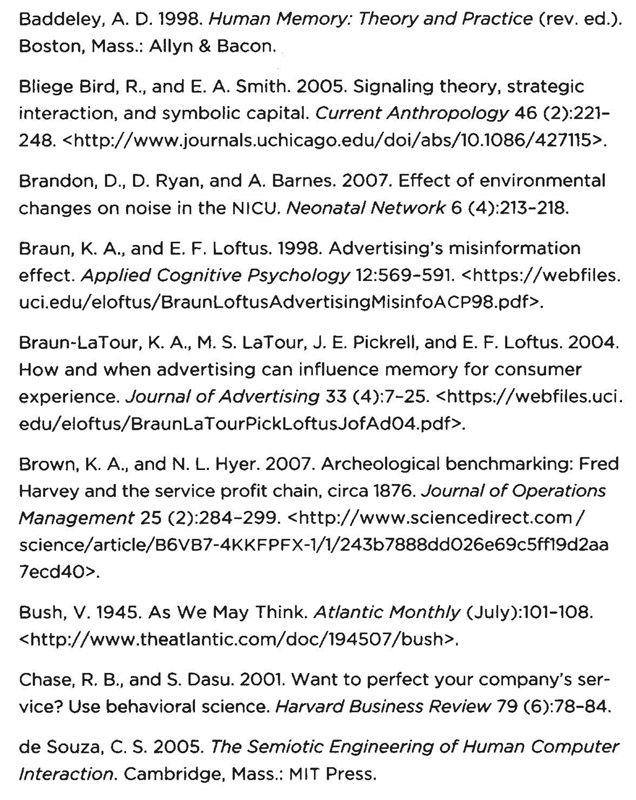 Baddeley, A. D. 1998. Human Memory: Theory and Practice (rev. ed.).
Boston, Mass.: Allyn & Bacon.
Bliege Bird, R., and E. A. Smith. 2005. Signaling theory, strategic
interaction, and symbolic capital. Current Anthropology 46 (2):221–
248. <http://www.journals.uchicago.edu/doi/abs/10.1086/427115>.
Brandon, D., D. Ryan, and A. Barnes. 2007. Effect of environmental
changes on noise in the NICU. Neonatal Network 6 (4):213–218.
Braun, K. A., and E. F. Loftus. 1998. Advertising's misinformation
effect. Applied Cognitive Psychology 12:569–591. <https://webfiles.
uci.edu/eloftus/BraunLoftusAdvertisingMisinfoACP98.pdf>.
Braun-LaTour, K. A., M. S. LaTour, J. E. Pickrell, and E. F. Loftus. 2004.
How and when advertising can influence memory for consumer
experience. Journal of Advertising 33 (4):7–25. <https://webfiles.uci.
edu/eloftus/BraunLaTourPickLoftusJofAd04.pdf>.
Brown, K. A., and N. L. Hyer. 2007. Archeological benchmarking: Fred
Harvey and the service profit chain, circa 1876. Journal of Operations
Management 25 (2):284–299. <http://www.sciencedirect.com/
science/article/B6VB7-4KKFPFX-1/1/243b7888dd026e69c5ff19d2aa
7ecd40>.
Bush, V. 1945. As We May Think. Atlantic Monthly (July):101–108.
<http://www.theatlantic.com/doc/194507/bush>.
Chase, R. B., and S. Dasu. 2001. Want to perfect your company's ser-
vice? Use behavioral science. Harvard Business Review 79 (6):78–84.
de Souza, C. S. 2005. The Semiotic Engineering of Human Computer
Interaction. Cambridge, Mass.: MIT Press.